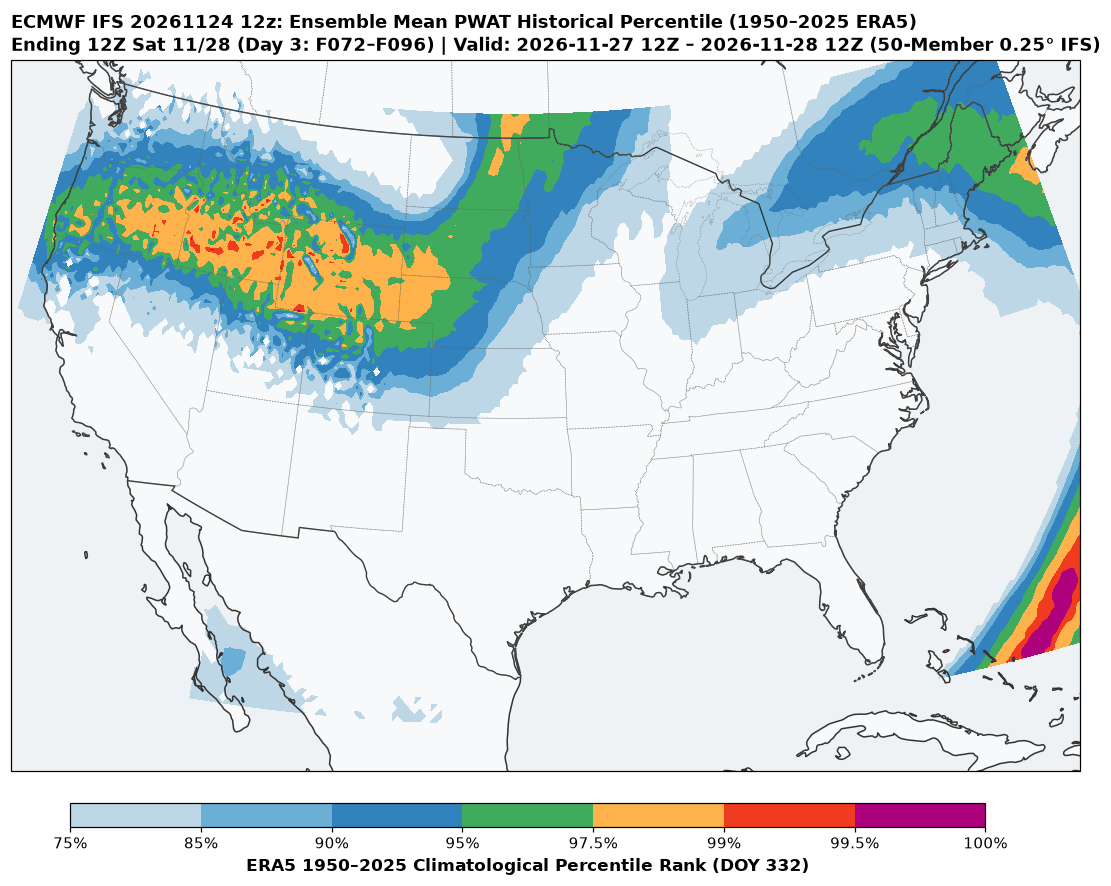 ECMWF IFS 20261124 12z: Ensemble Mean PWAT Historical Percentile (1950–2025 ERA5)
Ending 12Z Sat 11/28 (Day 3: F072–F096) | Valid: 2026-11-27 12Z – 2026-11-28 12Z (50-Member 0.25° IFS)
75% 85% 90% 95% 97.5% 99% 99.5% 100%
ERA5 1950–2025 Climatological Percentile Rank (DOY 332)